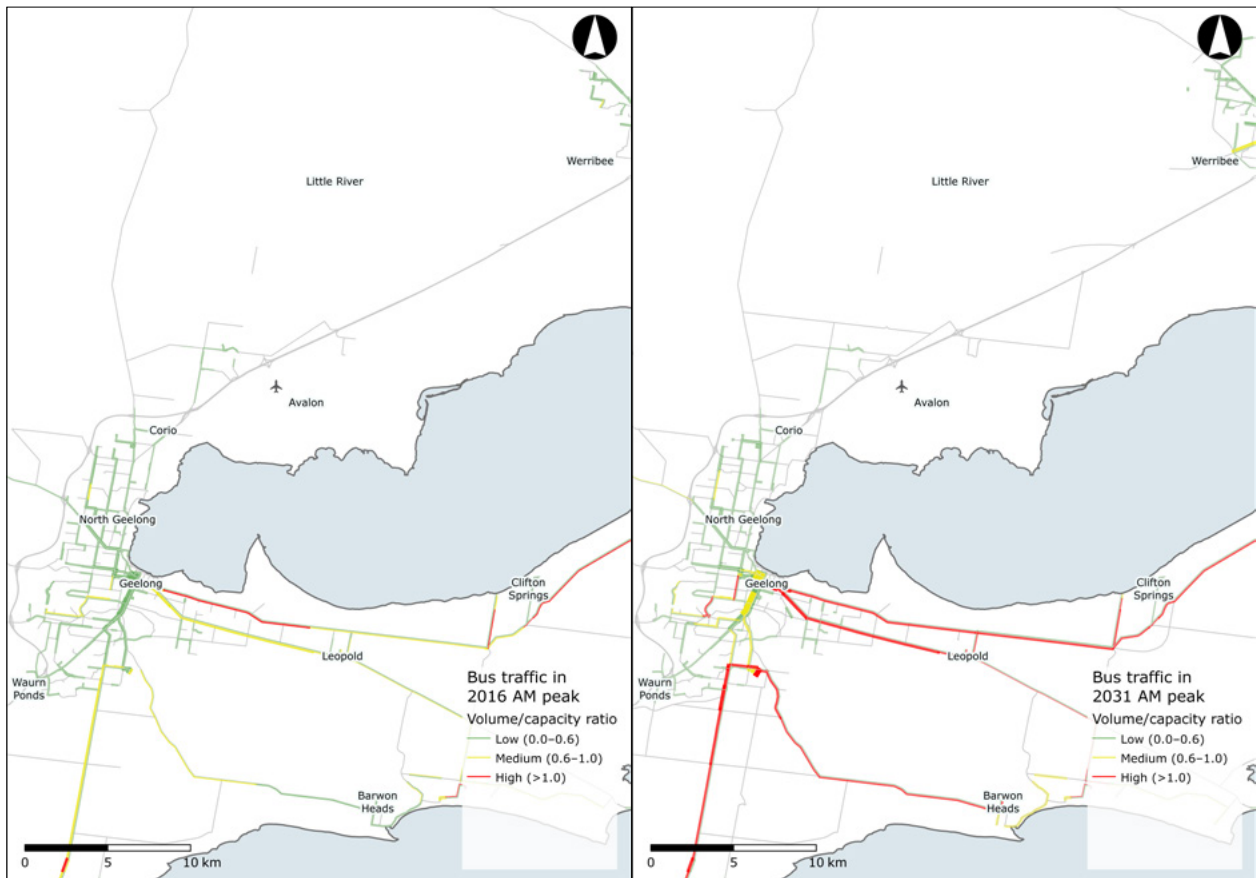 Werribee
Little River
Avalon
Corio
North Geelong
Geelong
Clifton
Springs
Leopold
Waurn
Ponds
Barwon
Heads
Bus traffic in
2016 AM peak
Volume/capacity ratio
Low (0.0–0.6)
Medium (0.6–1.0)
High (>1.0)
0 5 10 km
Werribee
Little River
Avalon
Corio
North Geelong
Geelong
Clifton
Springs
Leopold
Waurn
Ponds
Barwon
Heads
Bus traffic in
2031 AM peak
Volume/capacity ratio
Low (0.0–0.6)
Medium (0.6–1.0)
High (>1.0)
0 5 10 km